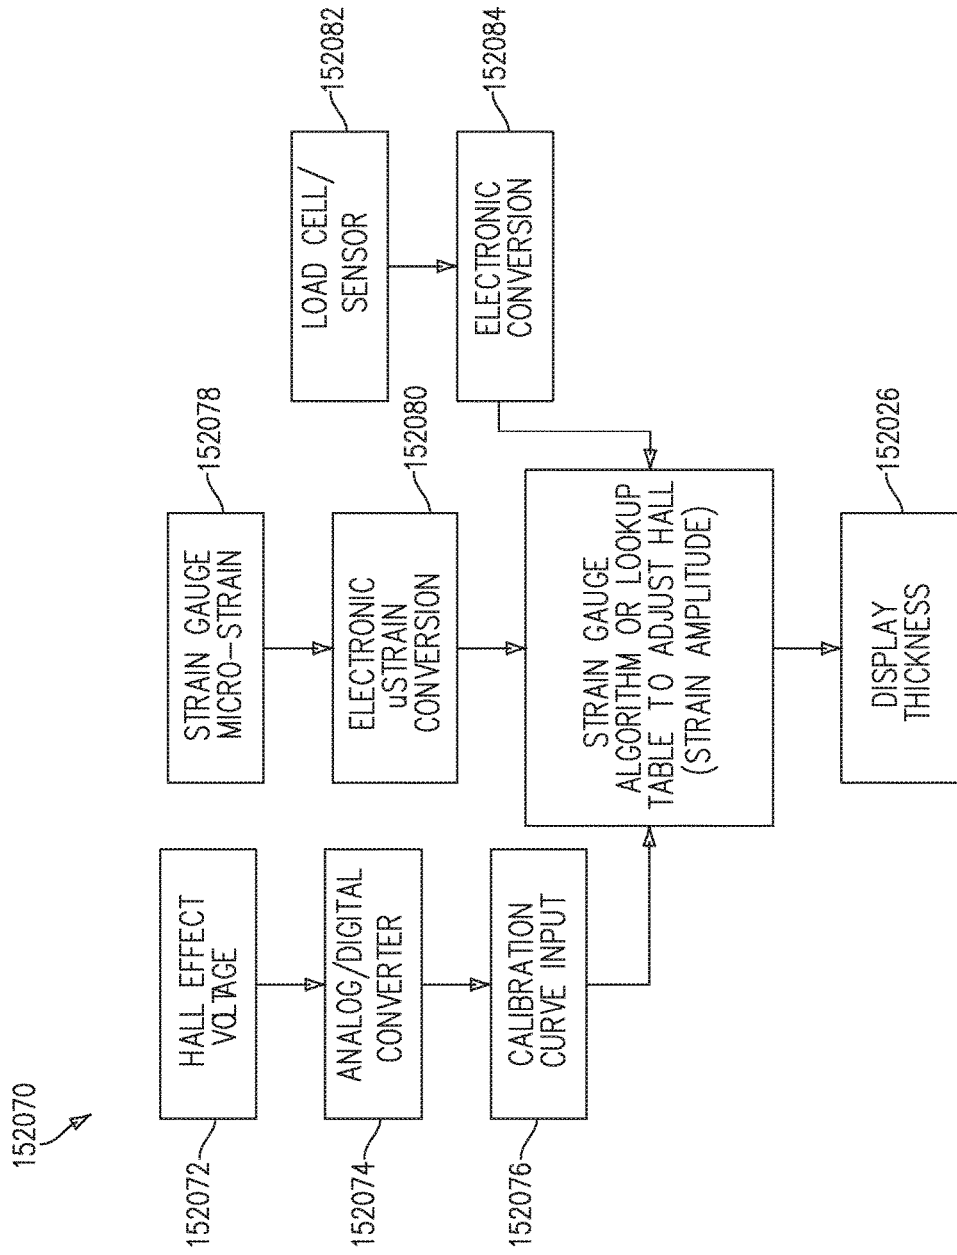 152070
152072
HALL EFFECT
VOLTAGE
152074
ANALOG/DIGITAL
CONVERTER
152076
CALIBRATION
CURVE INPUT
152078
STRAIN GAUGE
MICRO-STRAIN
152080
ELECTRONIC
uSTRAIN
CONVERSION
152082
LOAD CELL/
SENSOR
152084
ELECTRONIC
CONVERSION
STRAIN GAUGE
ALGORITHM OR LOOKUP
TABLE TO ADJUST HALL
(STRAIN AMPLITUDE)
152026
DISPLAY
THICKNESS